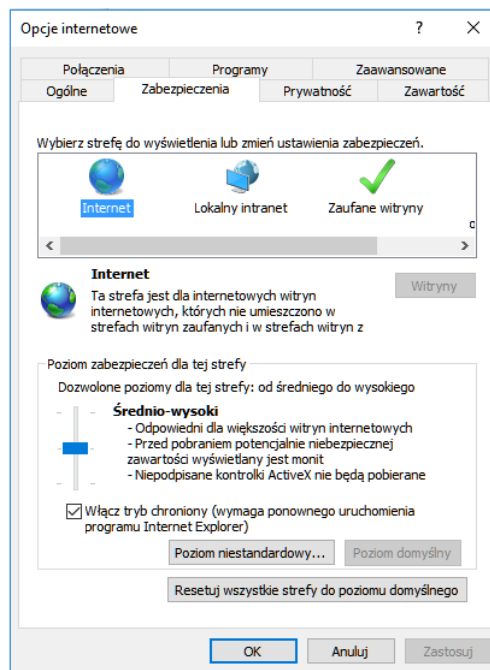 Opcje internetowe
Połączenia Programy Zaawansowane
Ogólne Zabezpieczenia Prywatność Zawartość
Wybierz strefę do wyświetlenia lub zmień ustawienia zabezpieczeń.
Internet Lokalny intranet Zaufane witryny
Internet
Witryny
Ta strefa jest dla internetowych witryn
internetowych, których nie umieszczono w
strefach witryn zaufanych i w strefach witryn z
Poziom zabezpieczeń dla tej strefy
Dozwolone poziomy dla tej strefy: od średniego do wysokiego
Średnio-wysoki
- Odpowiedni dla większości witryn internetowych
- Przed pobraniem potencjalnie niebezpiecznej
zawartości wyświetlany jest monit
- Niepodpisane kontrolki ActiveX nie będą pobierane
Włącz tryb chroniony (wymaga ponownego uruchomienia
programu Internet Explorer)
Poziom niestandardowy... Poziom domyślny
Resetuj wszystkie strefy do poziomu domyślnego
OK Anuluj Zastosuj